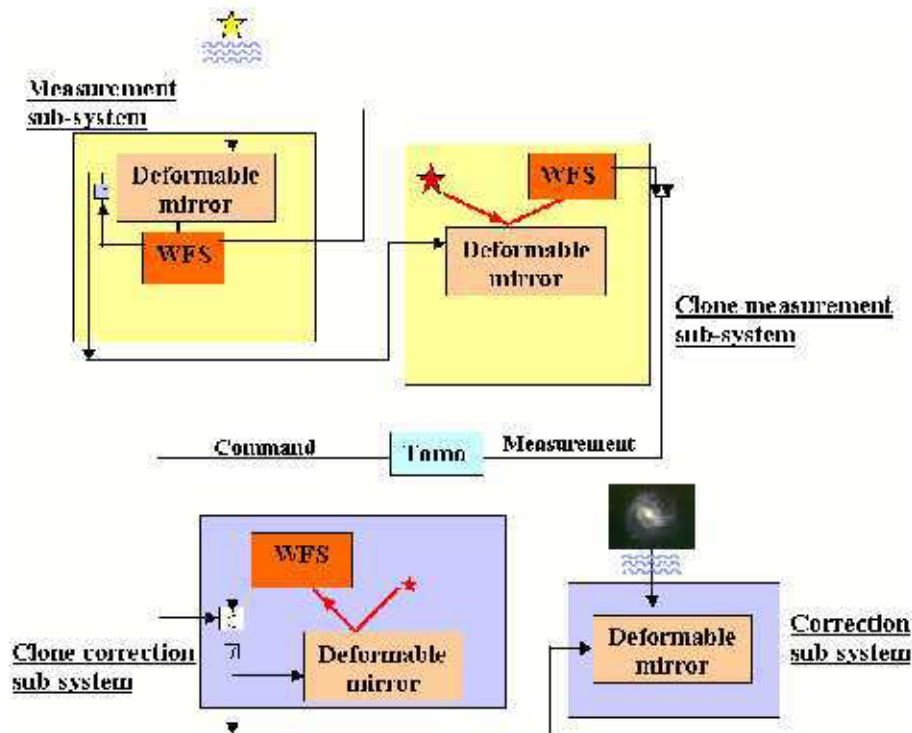 Measurement
sub-system
Deformable
mirror
WFS
WFS
Deformable
mirror
Clone measurement
sub-system
Command
Tomo
Measurement
WFS
Deformable
mirror
Clone correction
sub system
Deformable
mirror
Correction
sub system